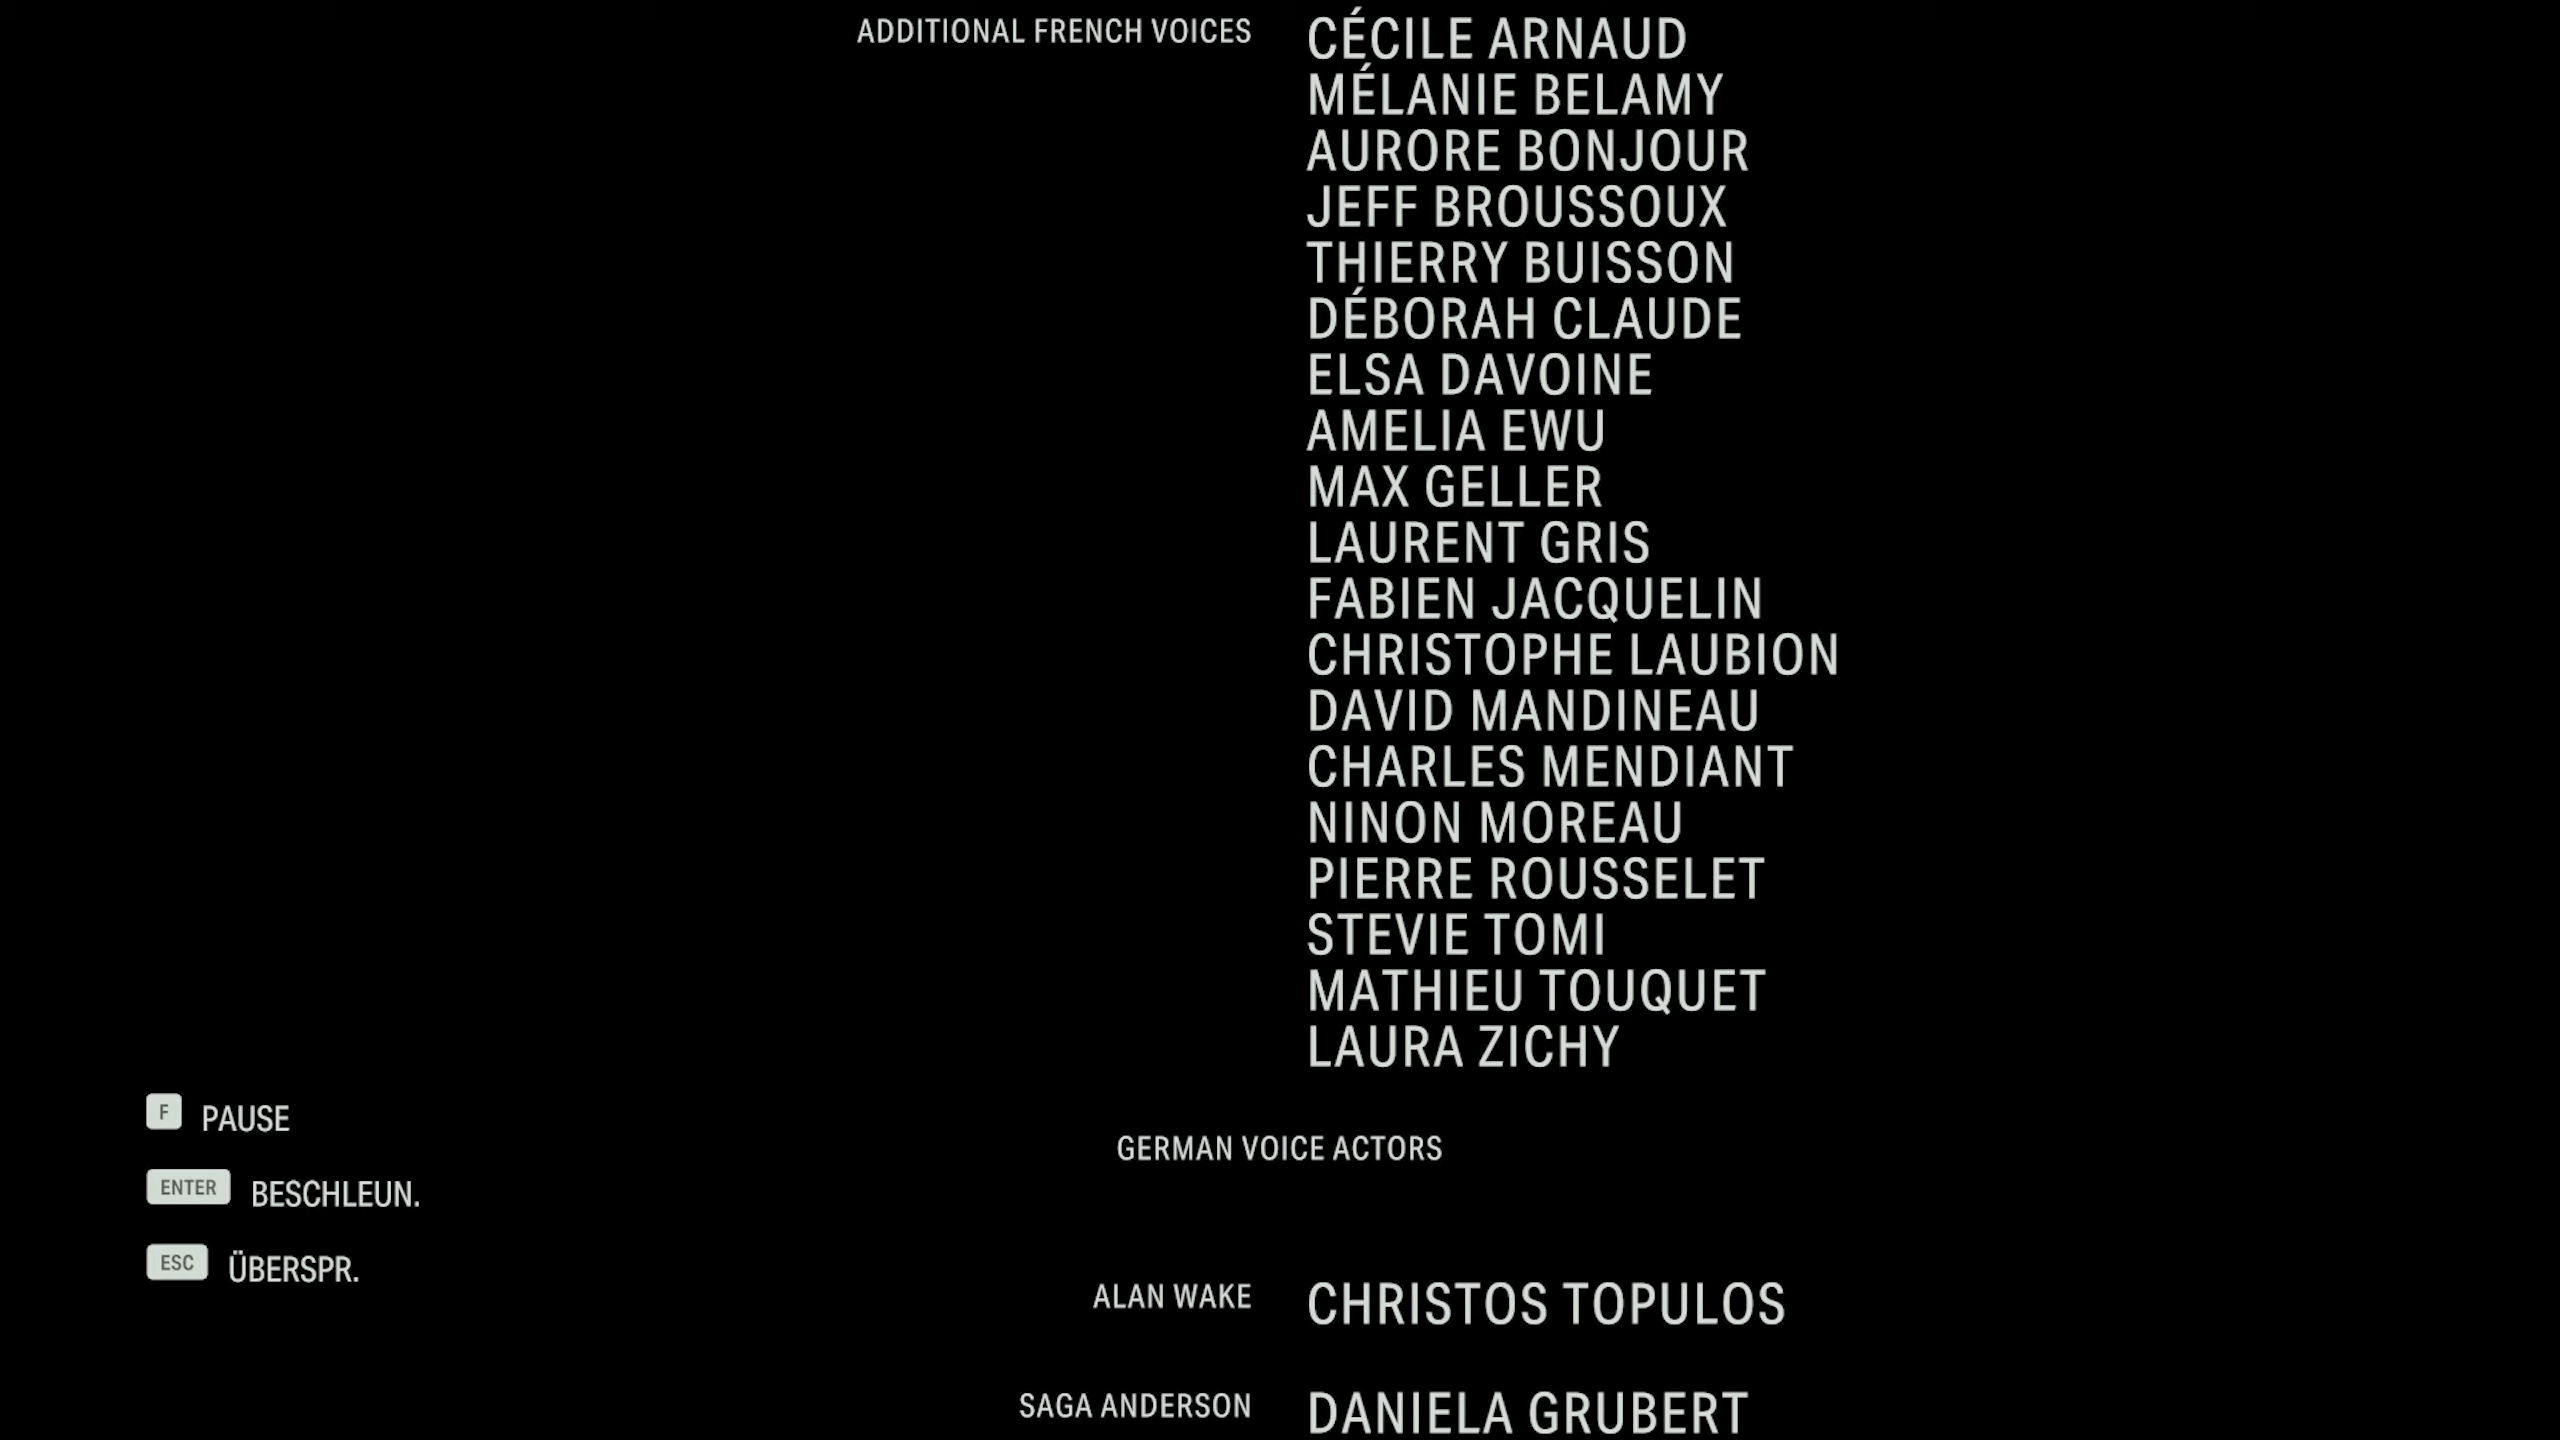 ADDITIONAL FRENCH VOICES CÉCILE ARNAUD
MÉLANIE BELAMY
AURORE BONJOUR
JEFF BROUSSOUX
THIERRY BUISSON
DÉBORAH CLAUDE
ELSA DAVOINE
AMELIA EWU
MAX GELLER
LAURENT GRIS
FABIEN JACQUELIN
CHRISTOPHE LAUBION
DAVID MANDINEAU
CHARLES MENDIANT
NINON MOREAU
PIERRE ROUSSELET
STEVIE TOMI
MATHIEU TOUQUET
LAURA ZICHY
GERMAN VOICE ACTORS
ALAN WAKE CHRISTOS TOPULOS
SAGA ANDERSON DANIELA GRUBERT
F PAUSE
ENTER BESCHLEUN.
ESC ÜBERSPR.